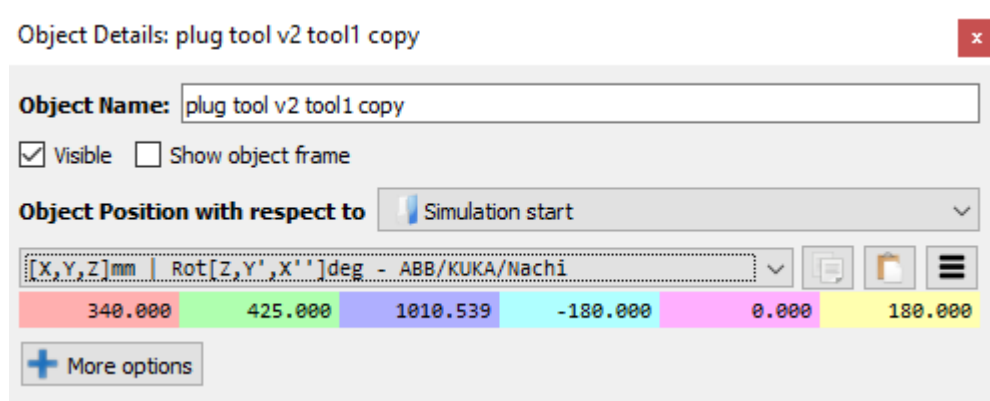 Object Details: plug tool v2 tool1 copy
x
Object Name: plug tool v2 tool1 copy
Visible Show object frame
Object Position with respect to Simulation start
[X,Y,Z]mm | Rot[Z,Y',X'']deg - ABB/KUKA/Nachi
340.000 425.000 1010.539 -180.000 0.000 180.000
More options